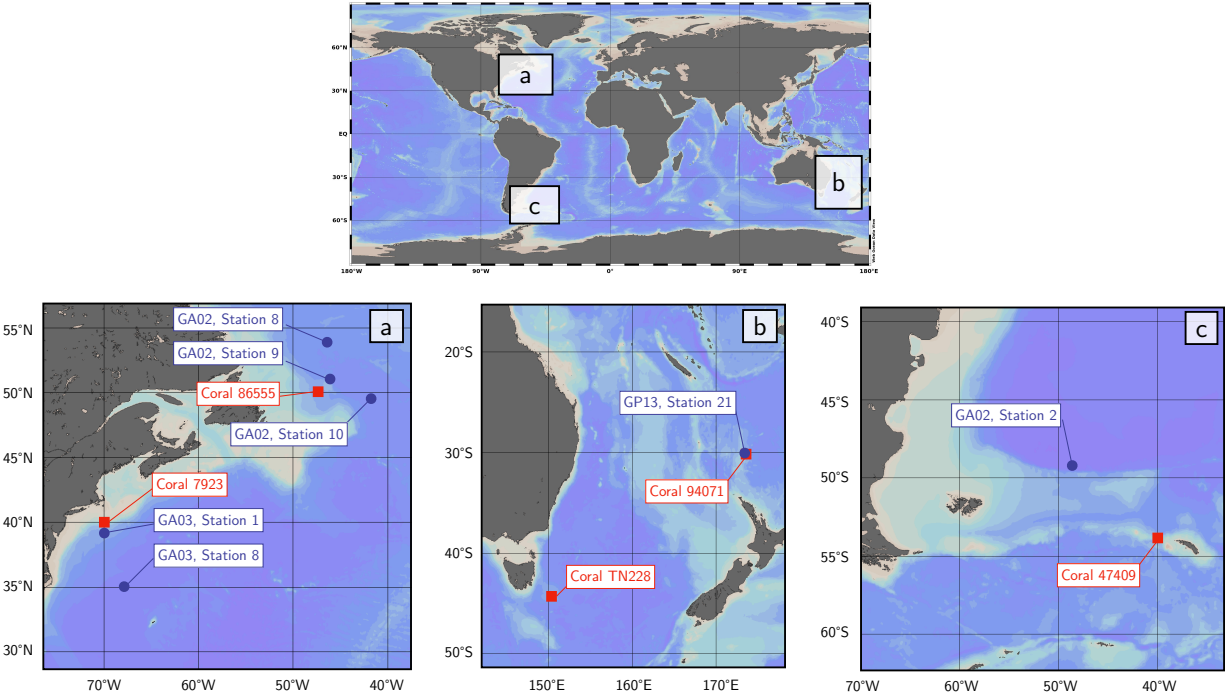 a
b
c
60°N
30°N
EQ
30°S
60°S
180°W
90°W
0°
90°E
180°E
a
GA02, Station 8
GA02, Station 9
Coral 86555
GA02, Station 10
Coral 7923
GA03, Station 1
GA03, Station 8
55°N
50°N
45°N
40°N
35°N
30°N
70°W
60°W
50°W
40°W
b
GP13, Station 21
Coral 94071
Coral TN228
20°S
30°S
40°S
50°S
150°E
160°E
170°E
c
GA02, Station 2
Coral 47409
40°S
45°S
50°S
55°S
60°S
70°W
60°W
50°W
40°W